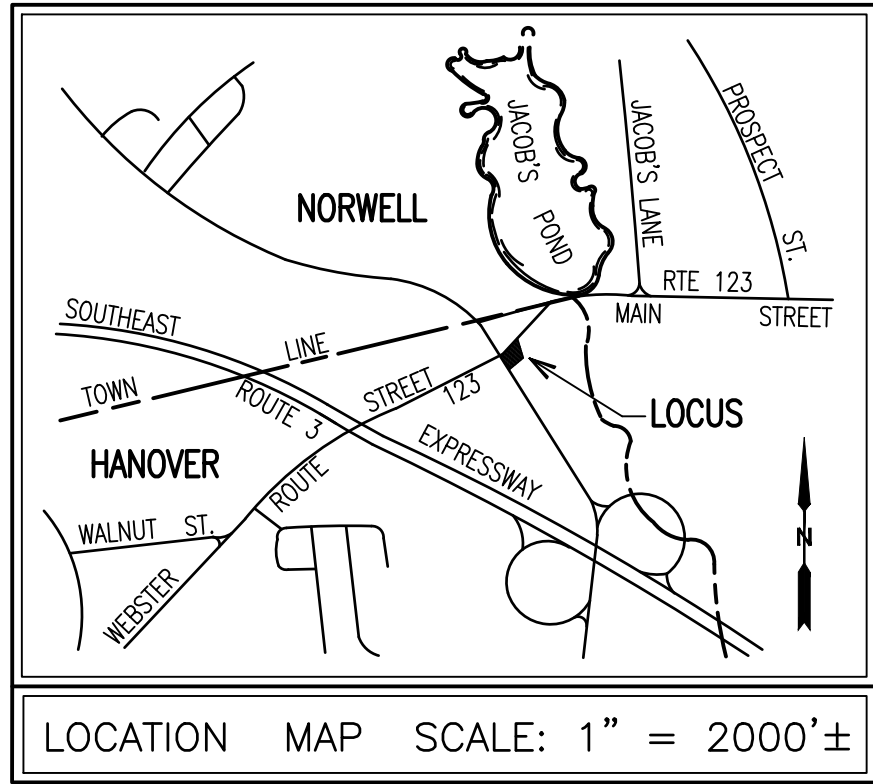 JACOB'S
POND
JACOB'S LANE
PROSPECT
ST.
NORWELL
RTE 123
MAIN
STREET
SOUTHEAST
LINE
TOWN
ROUTE 3
STREET
123
LOCUS
EXPRESSWAY
HANOVER
ROUTE
WALNUT ST.
WEBSTER
N
LOCATION MAP SCALE: 1" = 2000'±